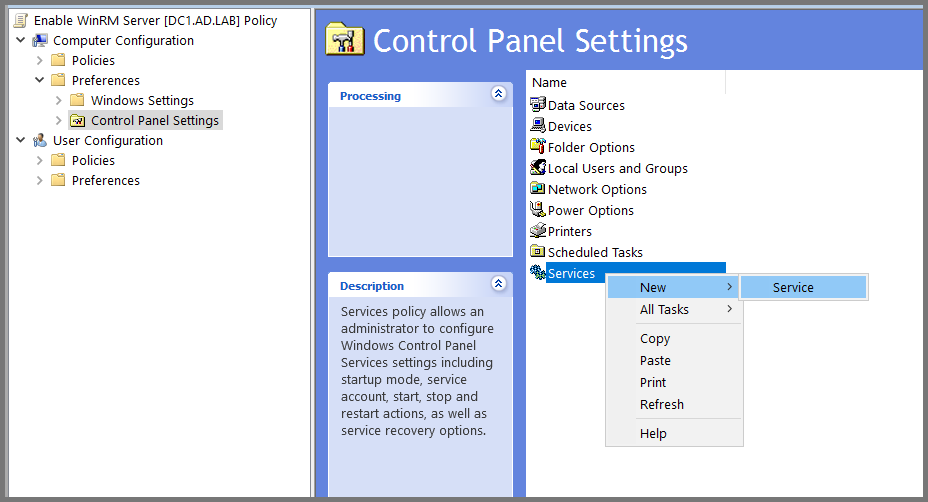 Enable WinRM Server [DC1.AD.LAB] Policy
Computer Configuration
Policies
Preferences
Windows Settings
Control Panel Settings
User Configuration
Policies
Preferences
Control Panel Settings
Processing
Description
Services policy allows an
administrator to configure
Windows Control Panel
Services settings including
startup mode, service
account, start, stop and
restart actions, as well as
service recovery options.
Name
Data Sources
Devices
Folder Options
Local Users and Groups
Network Options
Power Options
Printers
Scheduled Tasks
Services
New
All Tasks
Copy
Paste
Print
Refresh
Help
Service